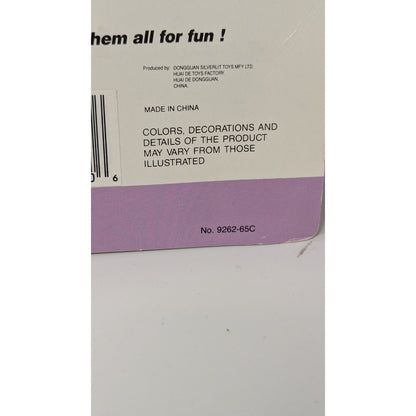 hem all for fun !
Produced by: DONGGUAN SILVERLIT TOYS MFY LTD
HUAI DE TOYS FACTORY,
HUAI DE DONGGUAN,
CHINA.
MADE IN CHINA
COLORS, DECORATIONS AND
DETAILS OF THE PRODUCT
MAY VARY FROM THOSE
ILLUSTRATED
6
No. 9262-65C